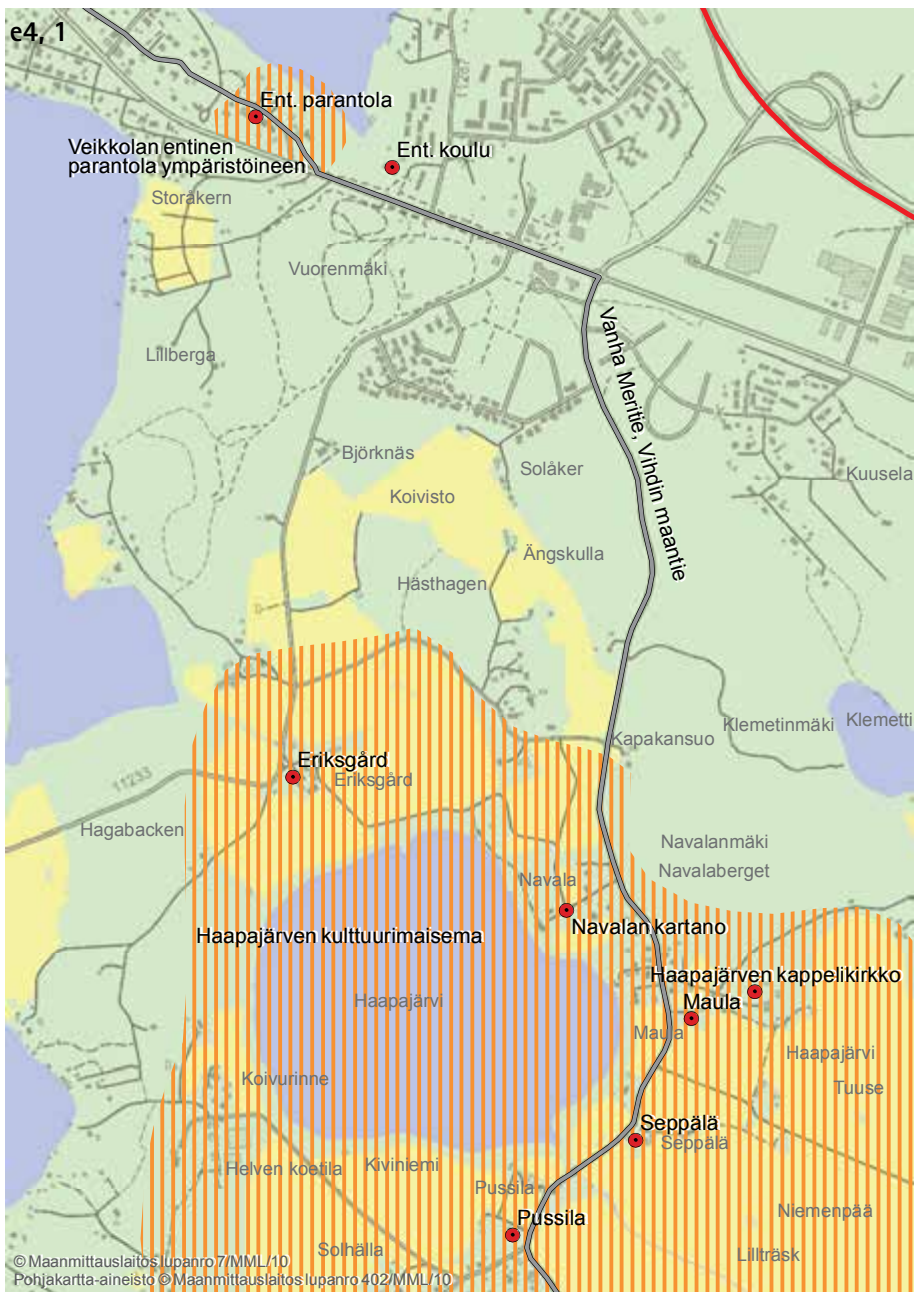 e4, 1
Ent. parantola
11267
Veikkolan entinen
parantola ympäristöineen
Ent. koulu
Storåkern
1131
Vuorenmäki
Lillberga
Vanha Meritie, Vihdin maantie
Björknäs
Koivisto
Solåker
Kuusela
Ängskulla
Hästhagen
Kapakansuo
Klemetinmäki
Klemetti
Eriksgård
Eriksgård
11233
Hagabacken
Navalanmäki
Navalaberget
Navala
Navalan kartano
Haapajärven kulttuurimaisema
Haapajärven kappelikirkko
Haapajärvi
Maula
Maula
Haapajärvi
Koivurinne
Tuuse
Seppälä
Seppälä
Helven koetila
Kiviniemi
Pussila
Niemenpää
Pussila
Solhälla
Lillträsk
© Maanmittauslaitos lupanro 7/MML/10
Pohjakartta-aineisto © Maanmittauslaitos lupanro 402/MML/10